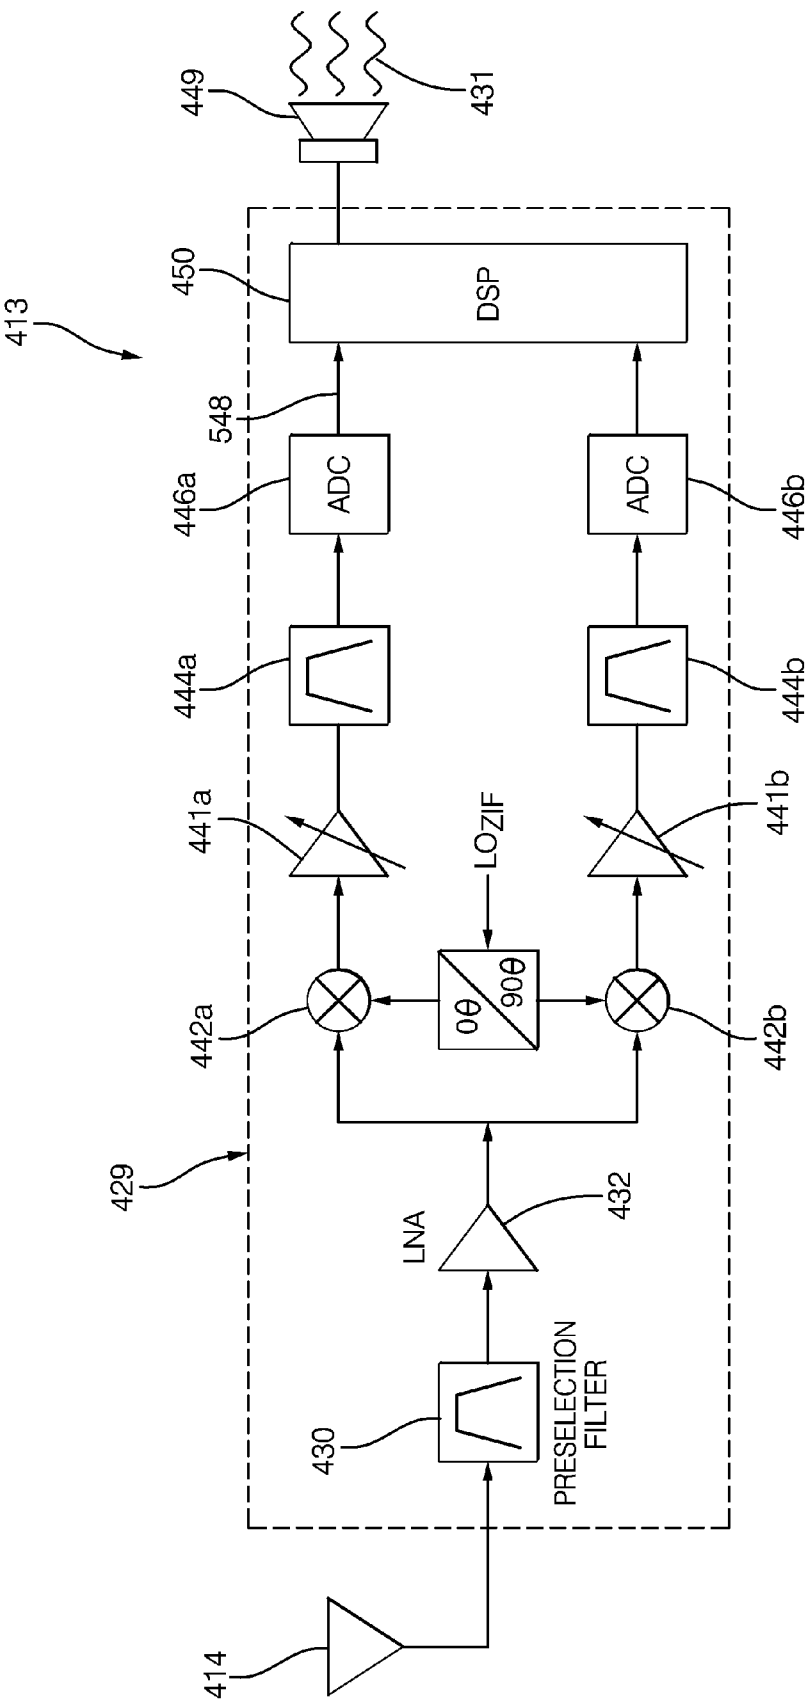 413
429
414
430
PRESELECTION
FILTER
LNA
432
442a
442b
0θ
90θ
LOZIF
441a
441b
444a
444b
446a
446b
ADC
ADC
548
450
DSP
449
431